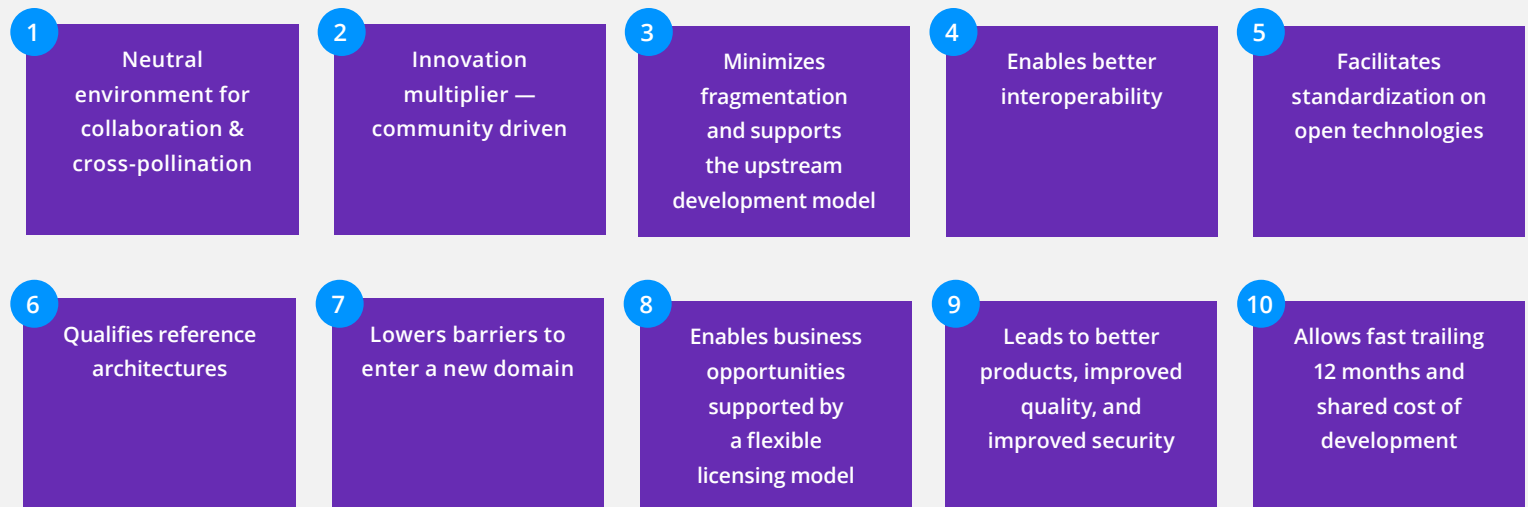 1
Neutral
environment for
collaboration &
cross-pollination
2
Innovation
multiplier —
community driven
3
Minimizes
fragmentation
and supports
the upstream
development model
4
Enables better
interoperability
5
Facilitates
standardization on
open technologies
6
Qualifies reference
architectures
7
Lowers barriers to
enter a new domain
8
Enables business
opportunities
supported by
a flexible
licensing model
9
Leads to better
products, improved
quality, and
improved security
10
Allows fast trailing
12 months and
shared cost of
development